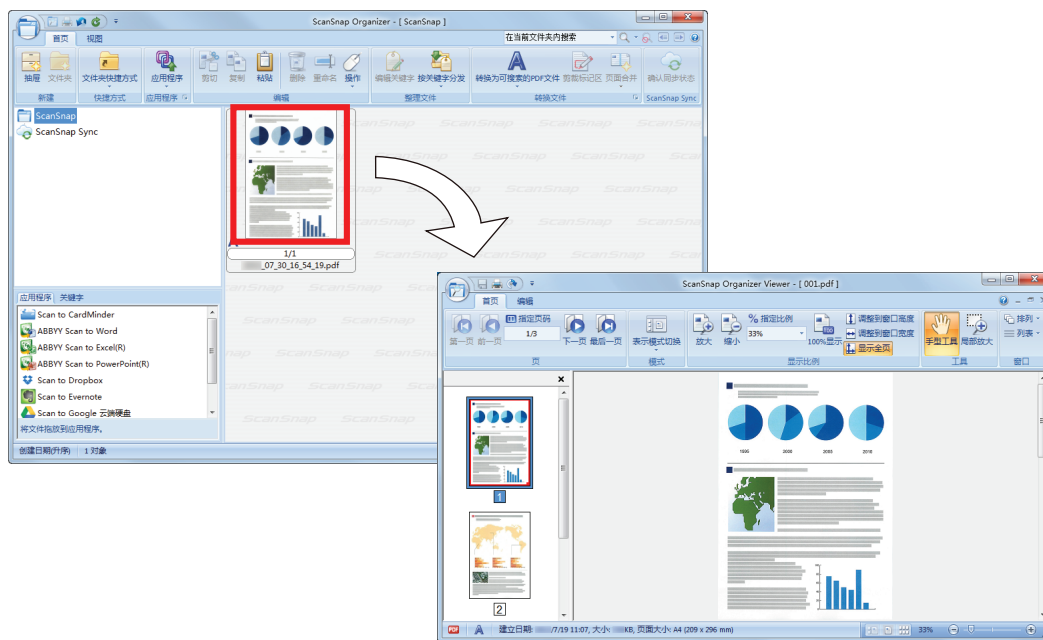 ScanSnap Organizer - [ ScanSnap ]
首页 视图
在当前文件夹内搜索
抽屉 文件夹 文件夹快捷方式 应用程序 剪切 复制 粘贴 删除 重命名 操作 编辑关键字 按关键字分发 转换为可搜索的PDF文件 剪裁标记区 页面合并 确认同步状态
新建 快捷方式 应用程序 编辑 整理文件 转换文件 ScanSnap Sync
ScanSnap
ScanSnap Sync
1/1
_07_30_16_54_19.pdf
应用程序 关键字
Scan to CardMinder
ABBYY Scan to Word
ABBYY Scan to Excel(R)
ABBYY Scan to PowerPoint(R)
Scan to Dropbox
Scan to Evernote
Scan to Google 云端硬盘
将文件拖放到应用程序。
创建日期(升序) 1 对象
ScanSnap Organizer Viewer - [ 001.pdf ]
首页 编辑
第一页 前一页 指定页码 1/3 下一页 最后一页 表示模式切换 放大 缩小 % 指定比例 33% 100%显示 调整到窗口高度 调整到窗口宽度 显示全页 手型工具 局部放大 排列 列表
页 模式 显示比例 工具 窗口
1
2
1995 2000 2005 2010
PDF 建立日期: /7/19 11:07, 大小: KB, 页面大小: A4 (209 x 296 mm) 33%